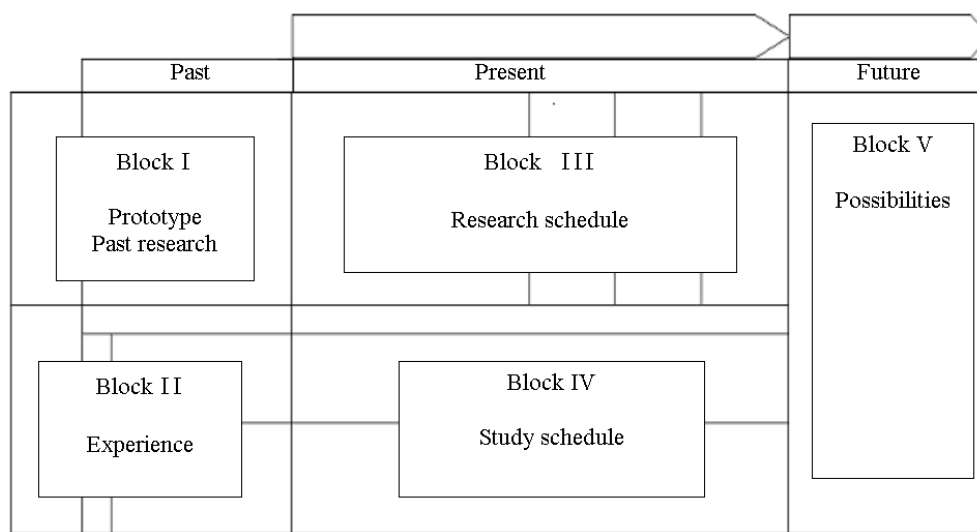 Past
Present
Future
Block I
Prototype
Past research
Block III
Research schedule
Block V
Possibilities
Block II
Experience
Block IV
Study schedule